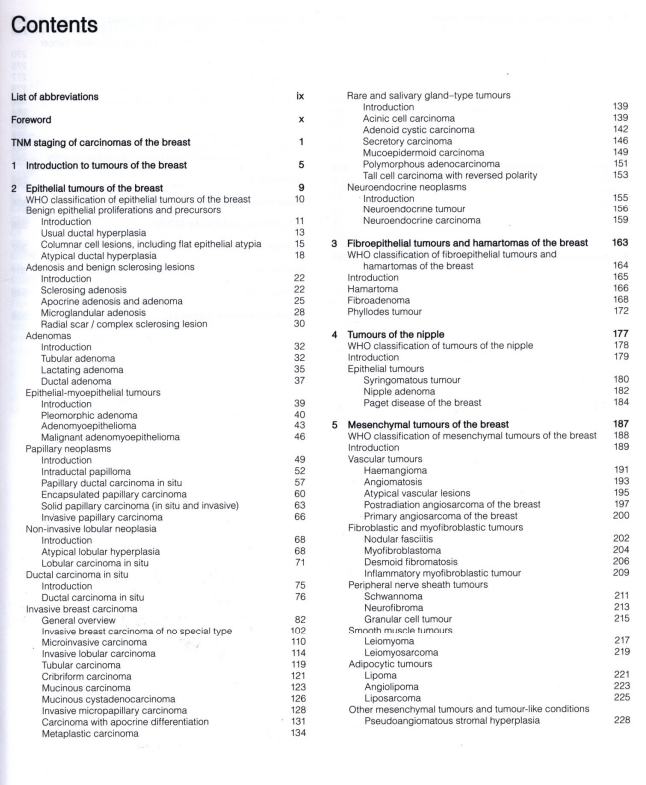 Contents
List of abbreviations ix
Foreword x
TNM staging of carcinomas of the breast 1
1 Introduction to tumours of the breast 5
2 Epithelial tumours of the breast 9
WHO classification of epithelial tumours of the breast 10
Benign epithelial proliferations and precursors
Introduction 11
Usual ductal hyperplasia 13
Columnar cell lesions, including flat epithelial atypia 15
Atypical ductal hyperplasia 18
Adenosis and benign sclerosing lesions
Introduction 22
Sclerosing adenosis 22
Apocrine adenosis and adenoma 25
Microglandular adenosis 28
Radial scar / complex sclerosing lesion 30
Adenomas
Introduction 32
Tubular adenoma 32
Lactating adenoma 35
Ductal adenoma 37
Epithelial-myoepithelial tumours
Introduction 39
Pleomorphic adenoma 40
Adenomyoepithelioma 43
Malignant adenomyoepithelioma 46
Papillary neoplasms
Introduction 49
Intraductal papilloma 52
Papillary ductal carcinoma in situ 57
Encapsulated papillary carcinoma 60
Solid papillary carcinoma (in situ and invasive) 63
Invasive papillary carcinoma 66
Non-invasive lobular neoplasia
Introduction 68
Atypical lobular hyperplasia 68
Lobular carcinoma in situ 71
Ductal carcinoma in situ
Introduction 75
Ductal carcinoma in situ 76
Invasive breast carcinoma
General overview 82
Invasive breast carcinoma of no special type 102
Microinvasive carcinoma 110
Invasive lobular carcinoma 114
Tubular carcinoma 119
Cribriform carcinoma 121
Mucinous carcinoma 123
Mucinous cystadenocarcinoma 126
Invasive micropapillary carcinoma 128
Carcinoma with apocrine differentiation 131
Metaplastic carcinoma 134
Rare and salivary gland–type tumours
Introduction 139
Acinic cell carcinoma 139
Adenoid cystic carcinoma 142
Secretory carcinoma 146
Mucoepidermoid carcinoma 149
Polymorphous adenocarcinoma 151
Tall cell carcinoma with reversed polarity 153
Neuroendocrine neoplasms
Introduction 155
Neuroendocrine tumour 156
Neuroendocrine carcinoma 159
3 Fibroepithelial tumours and hamartomas of the breast 163
WHO classification of fibroepithelial tumours and
hamartomas of the breast 164
Introduction 165
Hamartoma 166
Fibroadenoma 168
Phyllodes tumour 172
4 Tumours of the nipple 177
WHO classification of tumours of the nipple 178
Introduction 179
Epithelial tumours
Syringomatous tumour 180
Nipple adenoma 182
Paget disease of the breast 184
5 Mesenchymal tumours of the breast 187
WHO classification of mesenchymal tumours of the breast 188
Introduction 189
Vascular tumours
Haemangioma 191
Angiomatosis 193
Atypical vascular lesions 195
Postradiation angiosarcoma of the breast 197
Primary angiosarcoma of the breast 200
Fibroblastic and myofibroblastic tumours
Nodular fasciitis 202
Myofibroblastoma 204
Desmoid fibromatosis 206
Inflammatory myofibroblastic tumour 209
Peripheral nerve sheath tumours
Schwannoma 211
Neurofibroma 213
Granular cell tumour 215
Smooth muscle tumours
Leiomyoma 217
Leiomyosarcoma 219
Adipocytic tumours
Lipoma 221
Angiolipoma 223
Liposarcoma 225
Other mesenchymal tumours and tumour-like conditions
Pseudoangiomatous stromal hyperplasia 228